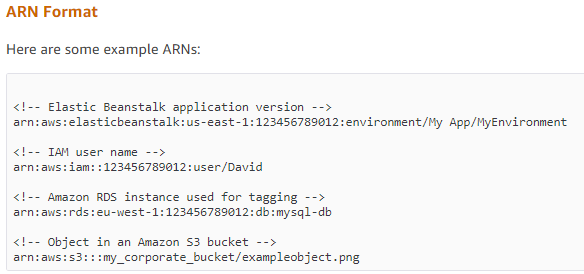 ARN Format
Here are some example ARNs:
<!-- Elastic Beanstalk application version -->
arn:aws:elasticbeanstalk:us-east-1:123456789012:environment/My App/MyEnvironment
<!-- IAM user name -->
arn:aws:iam::123456789012:user/David
<!-- Amazon RDS instance used for tagging -->
arn:aws:rds:eu-west-1:123456789012:db:mysql-db
<!-- Object in an Amazon S3 bucket -->
arn:aws:s3:::my_corporate_bucket/exampleobject.png